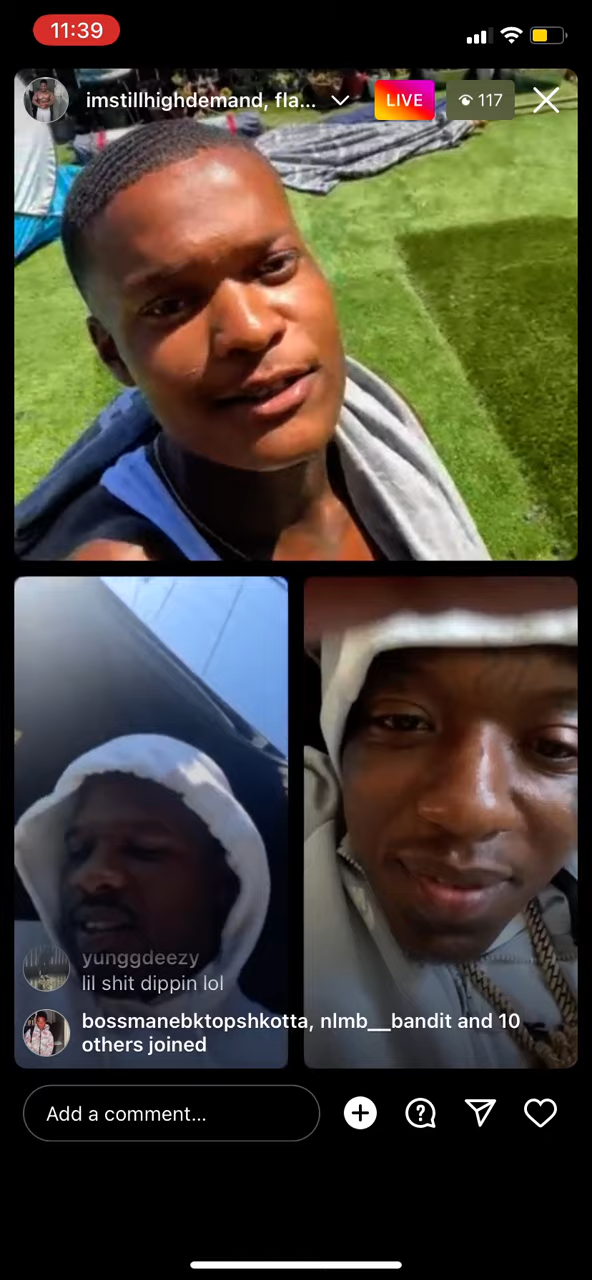 11:39
imstillhighdemand, fla...
LIVE
117
yunggdeezy
lil shit dippin lol
bossmanebktopshkotta, nlmb__bandit and 10
others joined
Add a comment...